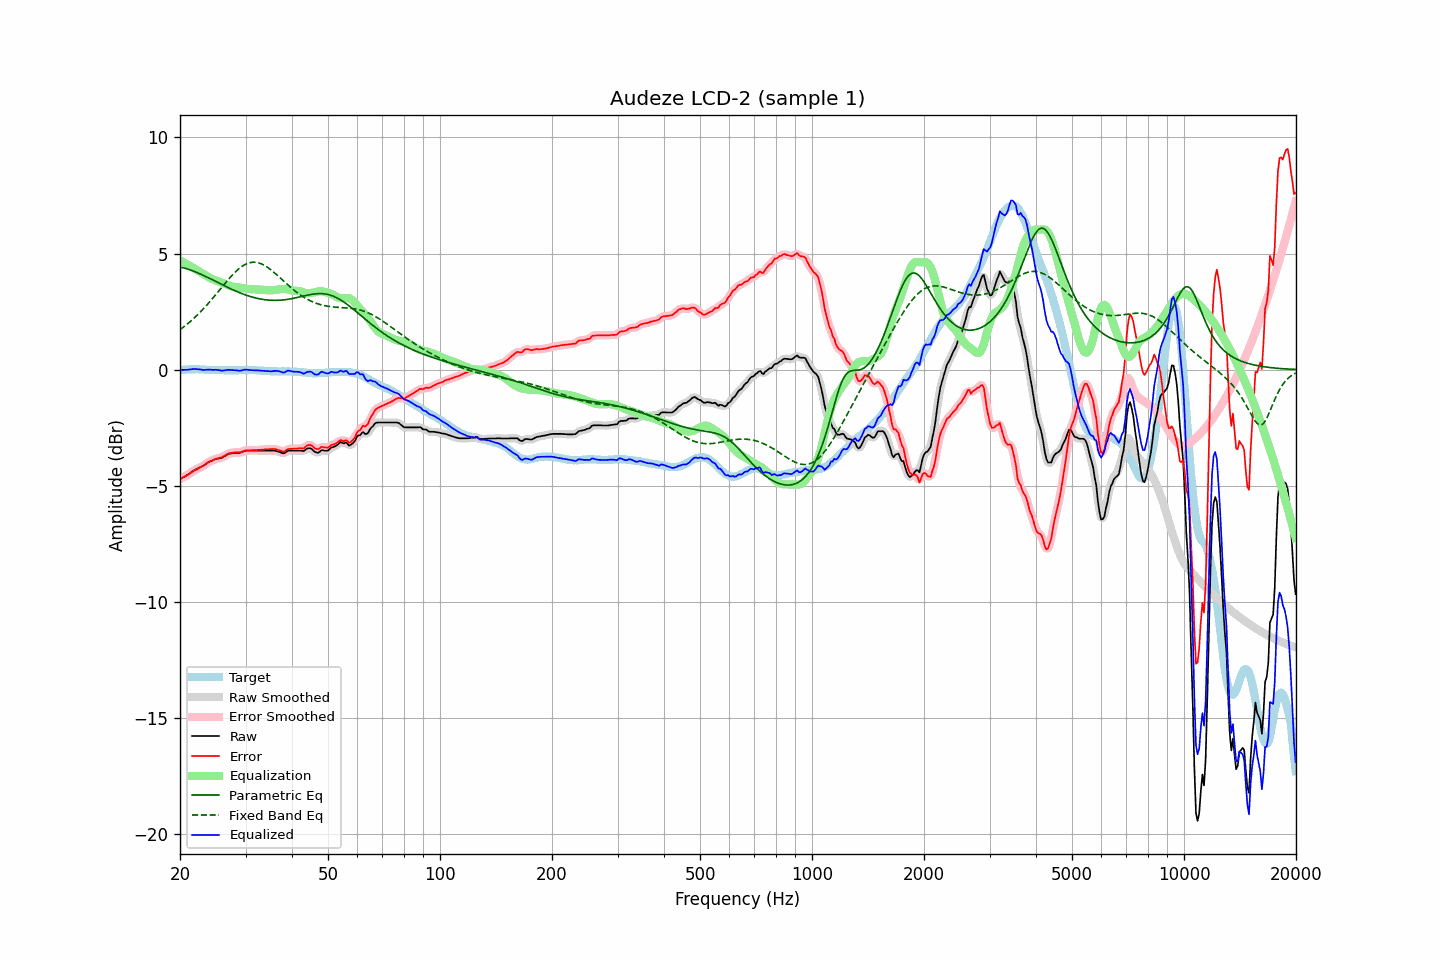 Audeze LCD-2 (sample 1)
Amplitude (dBr)
10
5
0
−5
−10
−15
−20
Target
Raw Smoothed
Error Smoothed
Raw
Error
Equalization
Parametric Eq
Fixed Band Eq
Equalized
20 50 100 200 500 1000 2000 5000 10000 20000
Frequency (Hz)